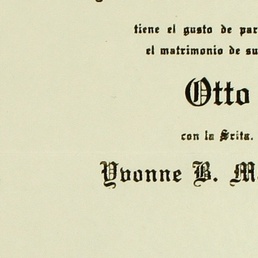 tiene el gusto de par
el matrimonio de su
Otto
con la Srita.
Yvonne B. M